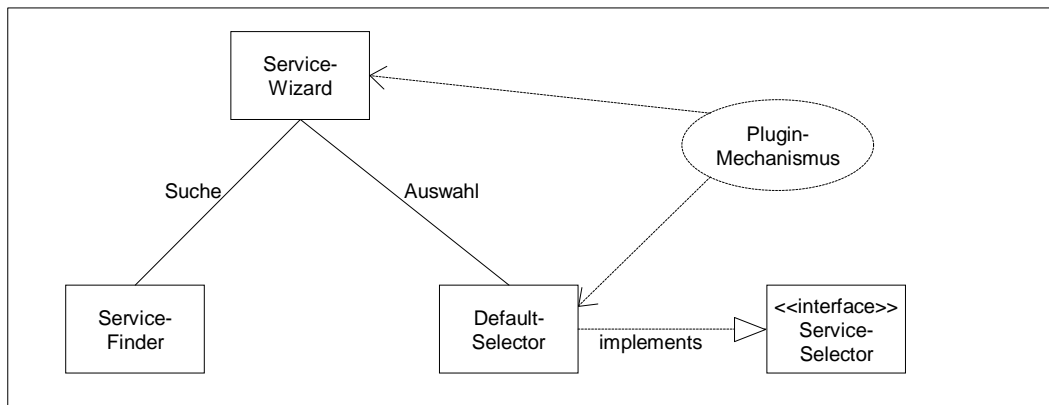 Service-
Wizard
Plugin-
Mechanismus
Suche
Auswahl
Service-
Finder
Default-
Selector
implements
<<interface>>
Service-
Selector